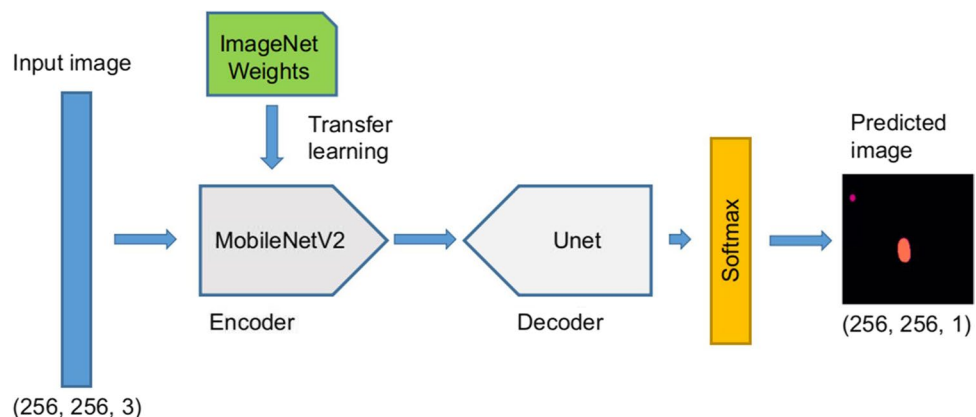 Input image
(256, 256, 3)
ImageNet
Weights
Transfer
learning
MobileNetV2
Encoder
Unet
Decoder
Softmax
Predicted
image
(256, 256, 1)